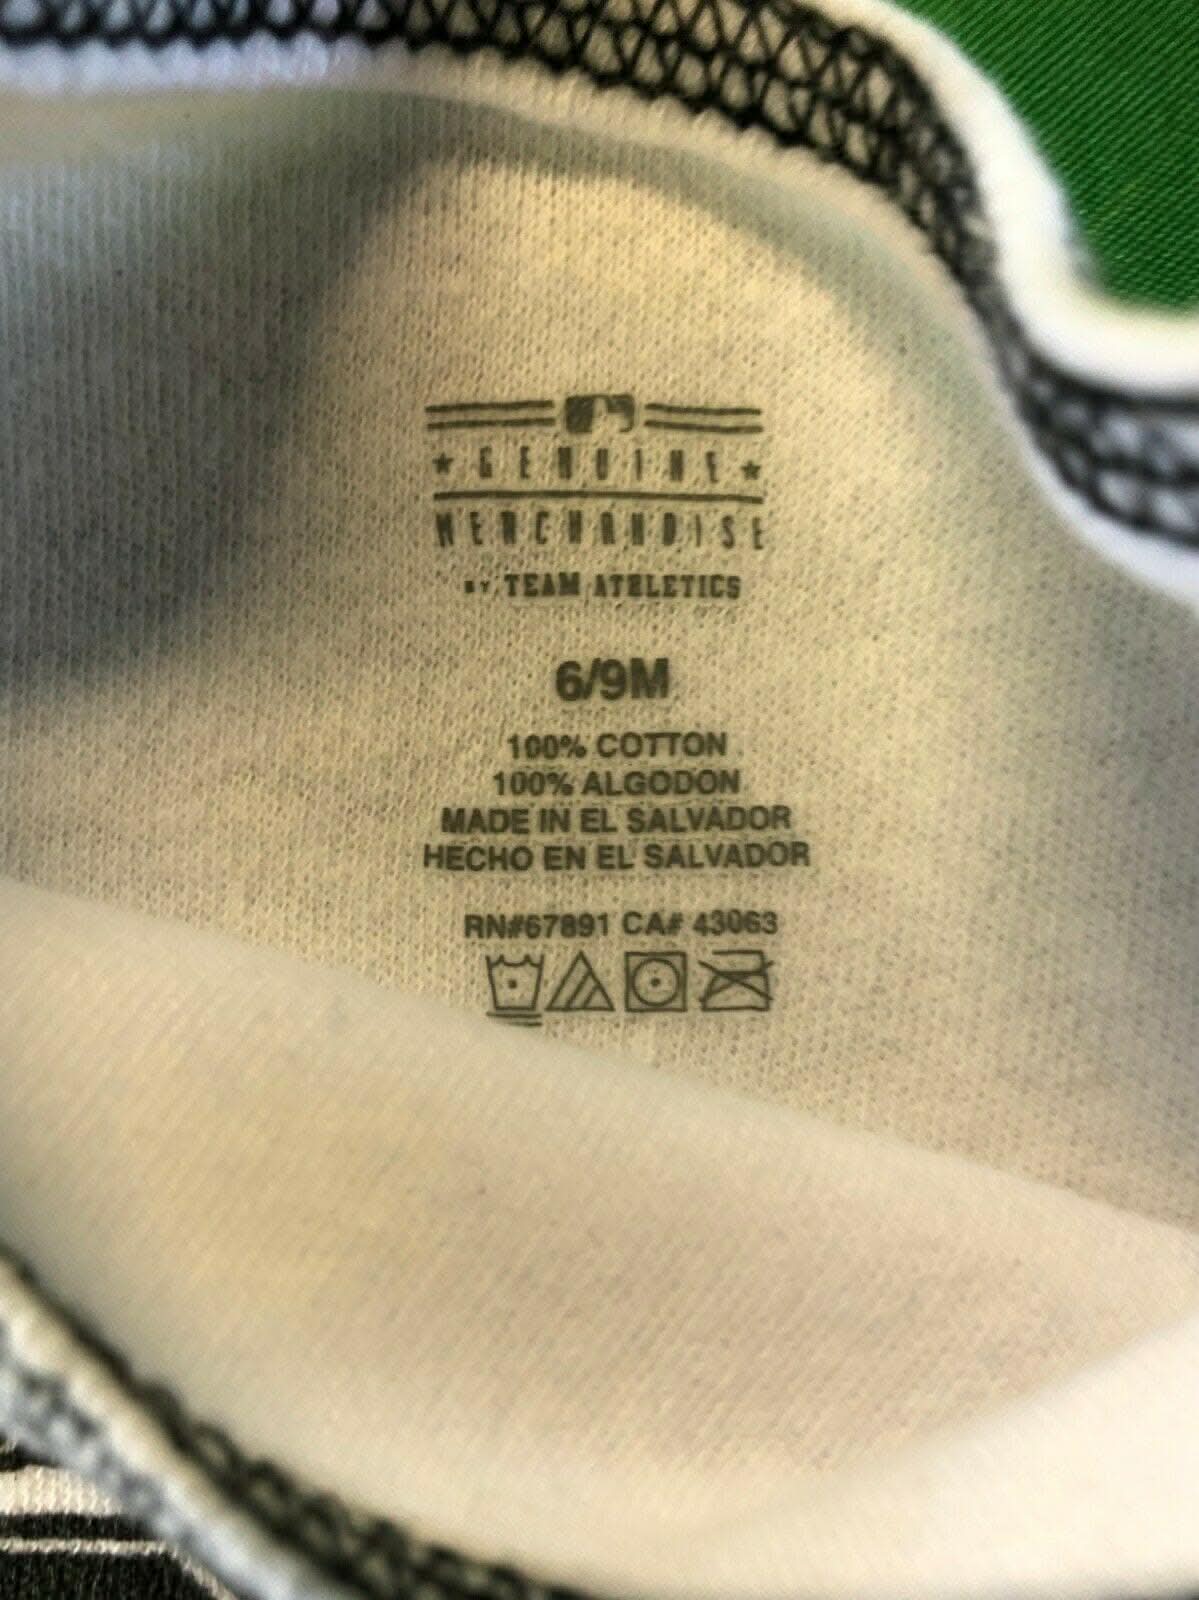 ★ GENUINE ★
MERCHANDISE
BY TEAM ATHLETICS
6/9M
100% COTTON
100% ALGODON
MADE IN EL SALVADOR
HECHO EN EL SALVADOR
RN#67891 CA# 43063